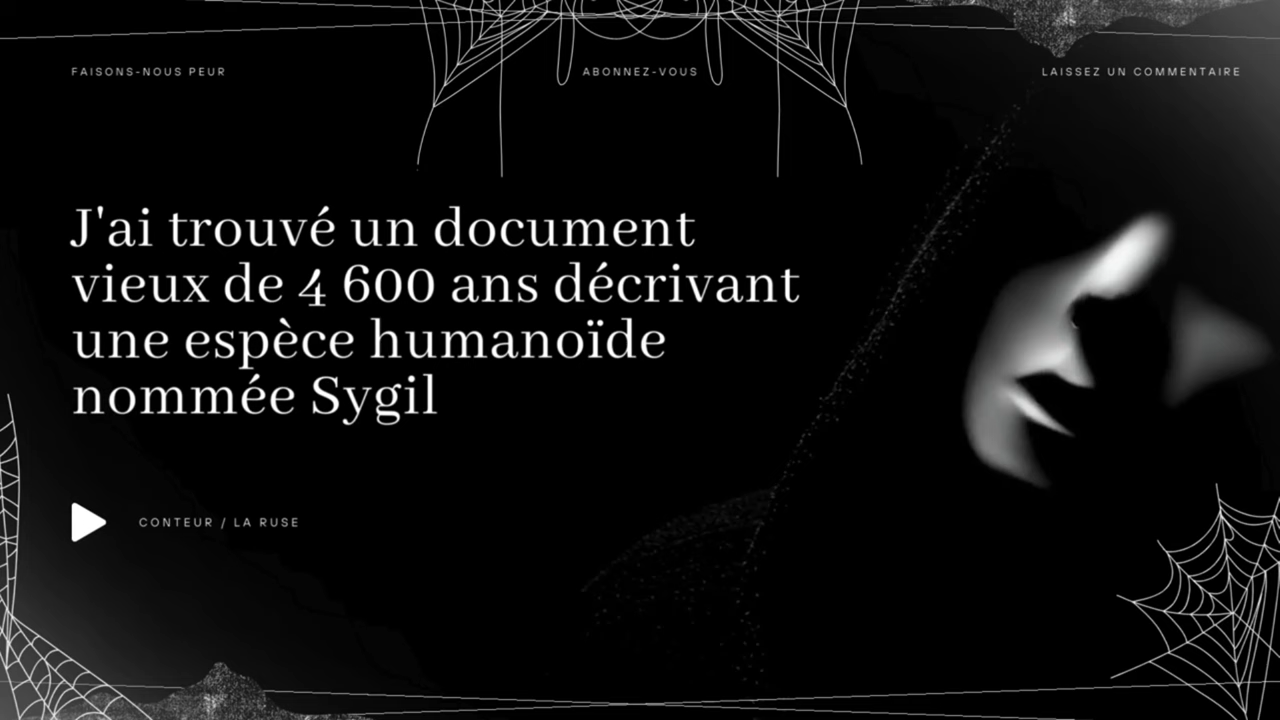 FAISONS-NOUS PEUR
ABONNEZ-VOUS
LAISSEZ UN COMMENTAIRE
J'ai trouvé un document
vieux de 4 600 ans décrivant
une espèce humanoïde
nommée Sygil
CONTEUR / LA RUSE